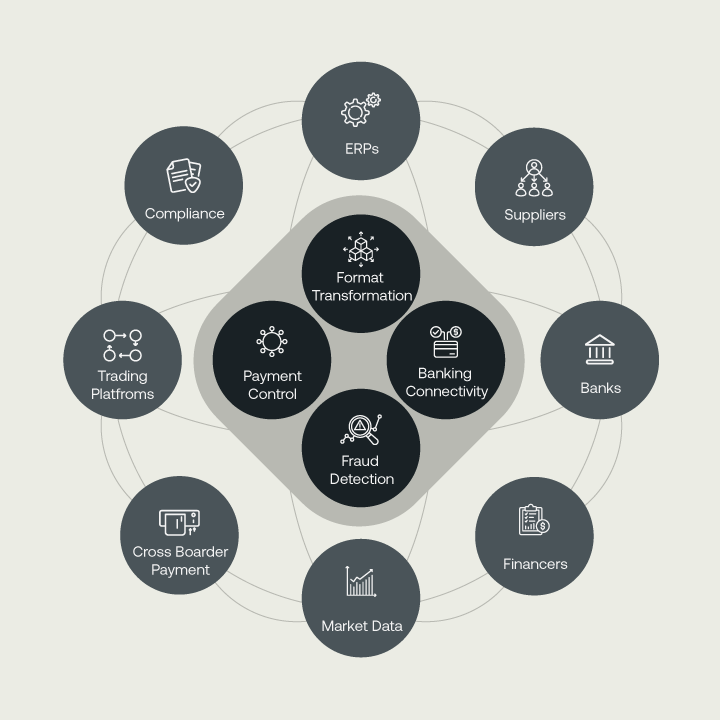 ERPs
Compliance
Suppliers
Format
Transformation
Payment
Control
Banking
Connectivity
Trading
Platfroms
Banks
Fraud
Detection
Cross Boarder
Payment
Financers
Market Data